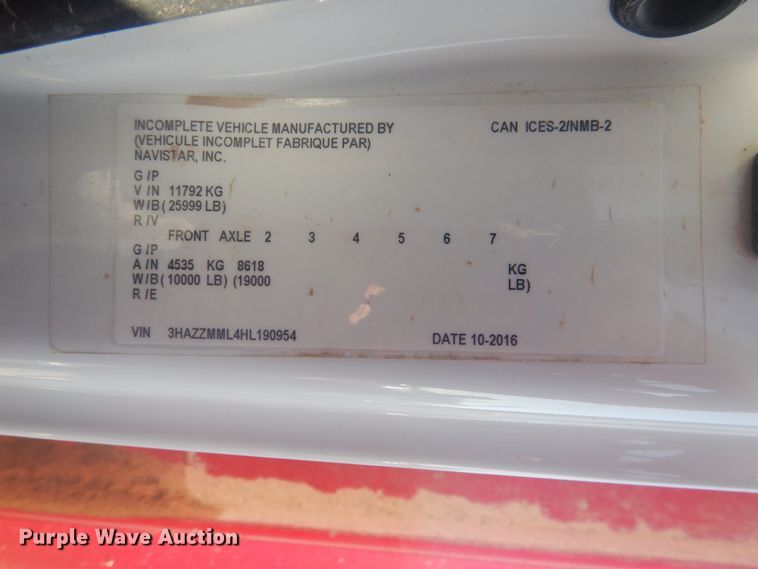 INCOMPLETE VEHICLE MANUFACTURED BY CAN ICES-2/NMB-2
(VEHICULE INCOMPLET FABRIQUE PAR)
NAVISTAR, INC.
G /P
V /N 11792 KG
W/B ( 25999 LB)
R /V
FRONT AXLE 2 3 4 5 6 7
G /P
A /N 4535 KG 8618 KG
W/B ( 10000 LB) (19000 LB)
R /E
VIN 3HAZZMML4HL190954 DATE 10-2016
Purple Wave Auction